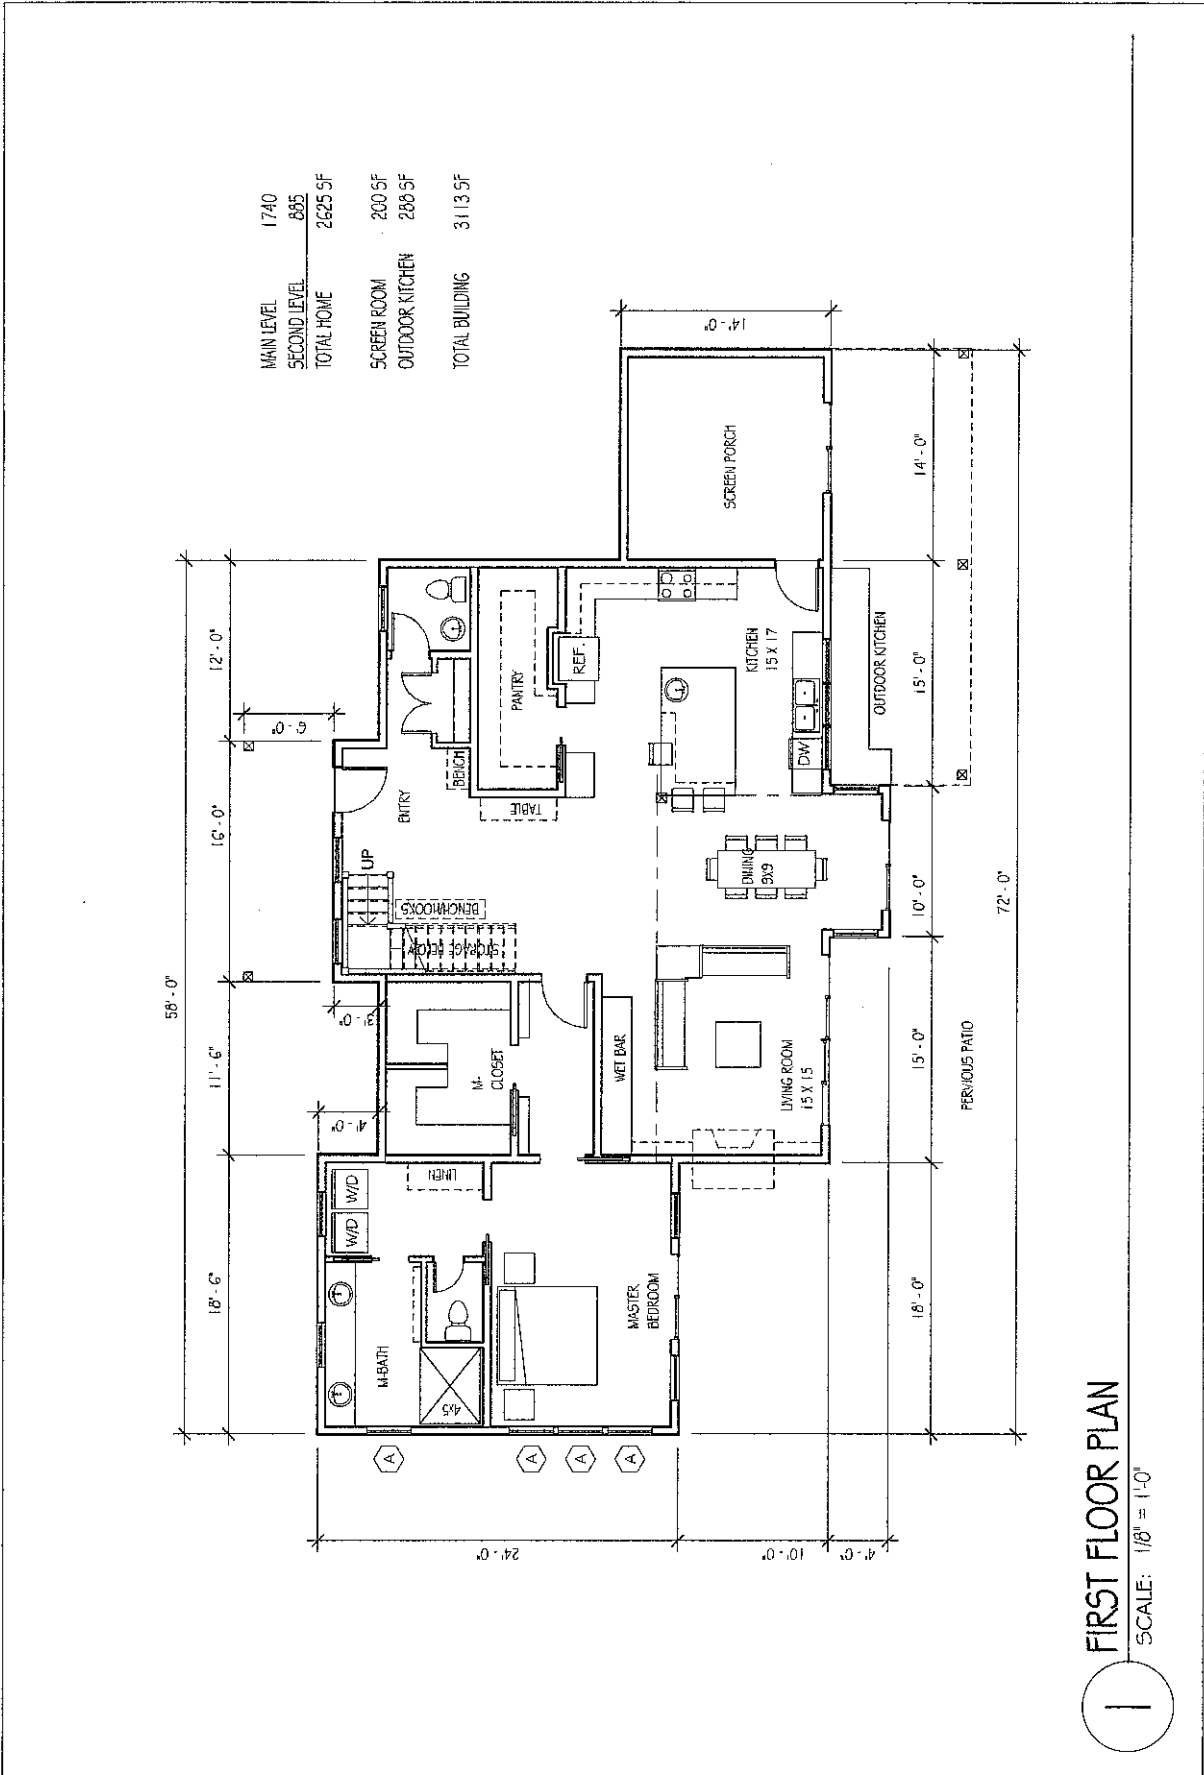 MAIN LEVEL 1740
SECOND LEVEL 885
TOTAL HOME 2625 SF
SCREEN ROOM 200 SF
OUTDOOR KITCHEN 288 SF
TOTAL BUILDING 3113 SF
58'-0"
18'-6"
11'-6"
16'-0"
12'-0"
6'-0"
4'-0"
3'-0"
W/D
W/D
UP
ENTRY
LINEN
M-BATH
M-
CLOSET
STORAGE BELOW
BENCH/HOOKS
BENCH
4x5
TABLE
PANTRY
A
A
A
A
REF.
WET BAR
MASTER
BEDROOM
24'-0"
14'-0"
SCREEN PORCH
KITCHEN
15 X 17
DINING
9X9
LIVING ROOM
15 X 15
DW
10'-0"
4'-0"
OUTDOOR KITCHEN
18'-0"
15'-0"
10'-0"
15'-0"
14'-0"
PERVIOUS PATIO
72'-0"
1
FIRST FLOOR PLAN
SCALE: 1/8" = 1'-0"